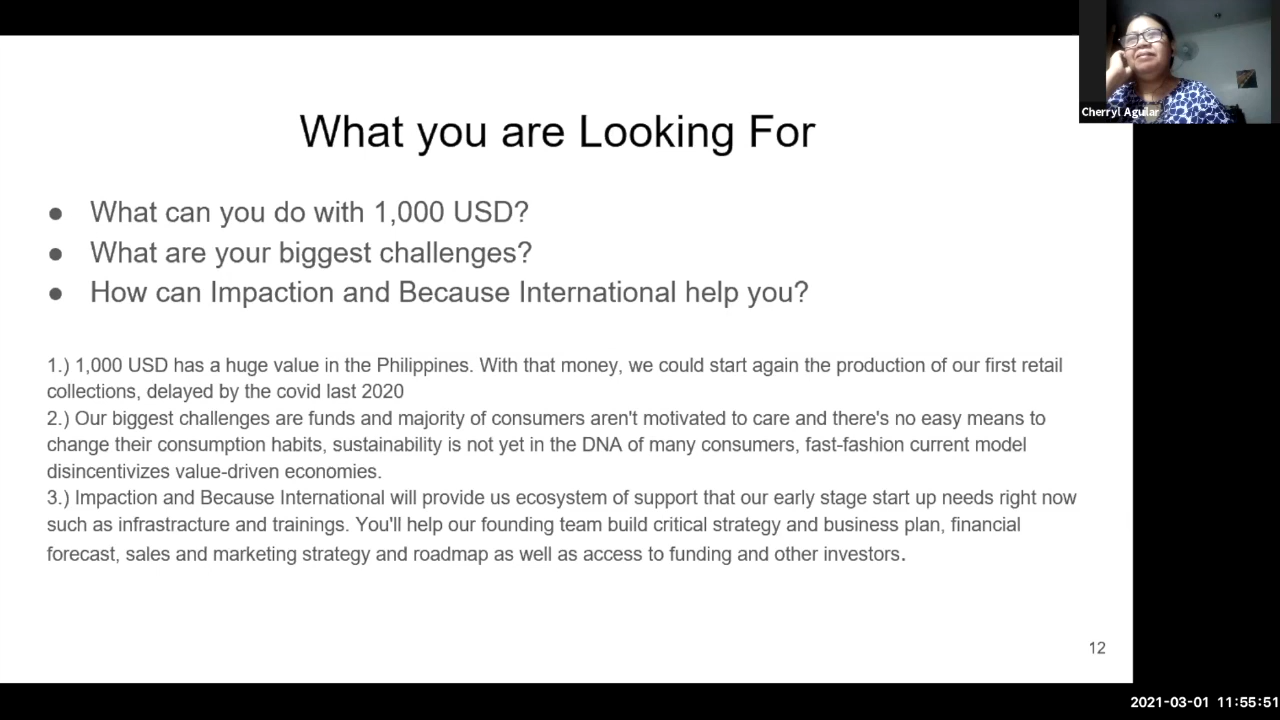 Cherryl Aguilar
What you are Looking For
● What can you do with 1,000 USD?
● What are your biggest challenges?
● How can Impaction and Because International help you?
1.) 1,000 USD has a huge value in the Philippines. With that money, we could start again the production of our first retail
collections, delayed by the covid last 2020
2.) Our biggest challenges are funds and majority of consumers aren't motivated to care and there's no easy means to
change their consumption habits, sustainability is not yet in the DNA of many consumers, fast-fashion current model
disincentivizes value-driven economies.
3.) Impaction and Because International will provide us ecosystem of support that our early stage start up needs right now
such as infrastracture and trainings. You'll help our founding team build critical strategy and business plan, financial
forecast, sales and marketing strategy and roadmap as well as access to funding and other investors.
12
2021-03-01 11:55:51